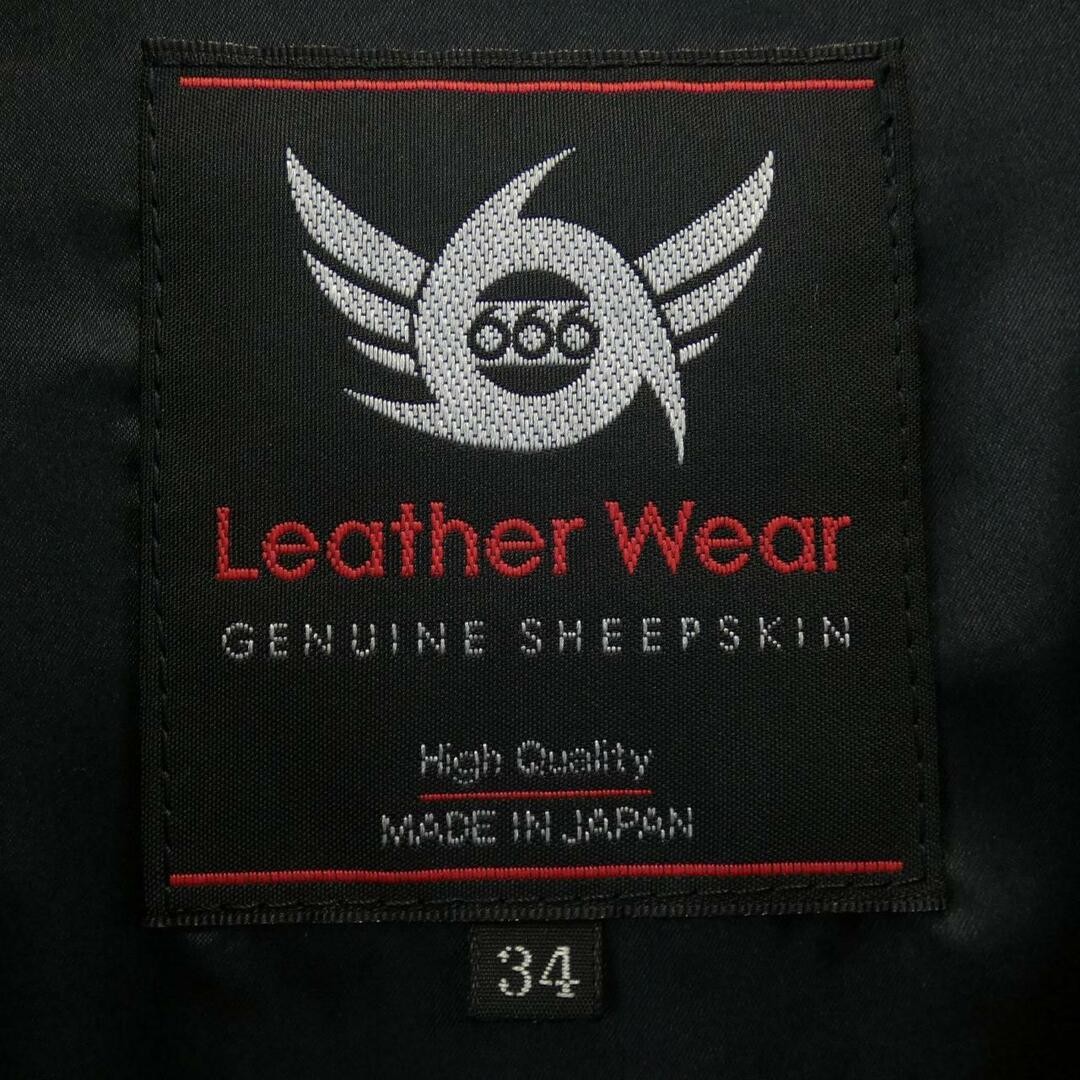 666
Leather Wear
GENUINE SHEEPSKIN
High Quality
MADE IN JAPAN
34